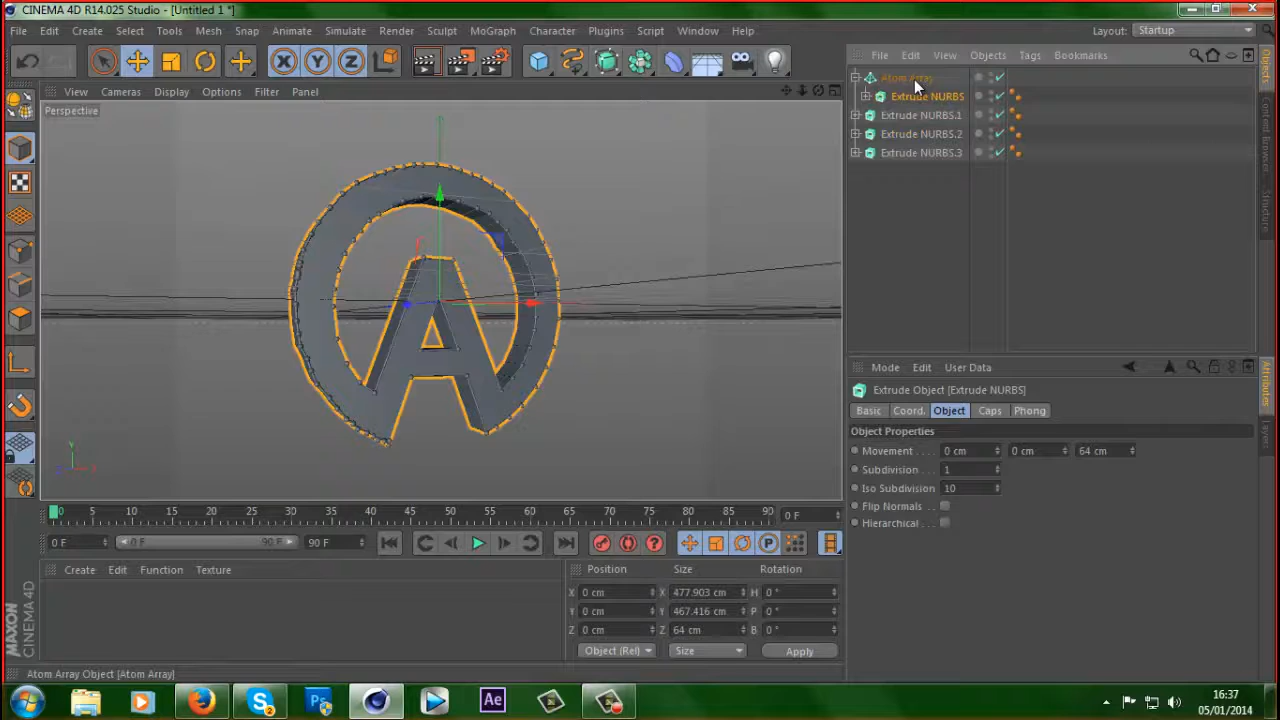 CINEMA 4D R14.025 Studio - [Untitled 1 *]
File Edit Create Select Tools Mesh Snap Animate Simulate Render Sculpt MoGraph Character Plugins Script Window Help Layout: Startup
File Edit View Objects Tags Bookmarks
Atom Array
Extrude NURBS
Extrude NURBS.1
Extrude NURBS.2
Extrude NURBS.3
View Cameras Display Options Filter Panel
Perspective
Objects
Content Browser
Structure
Mode Edit User Data
Extrude Object [Extrude NURBS]
Basic Coord. Object Caps Phong
Object Properties
Movement . . . . 0 cm 0 cm 64 cm
Subdivision . . . 1
Iso Subdivision 10
Flip Normals . .
Hierarchical . . .
Attributes
Layers
0 5 10 15 20 25 30 35 40 45 50 55 60 65 70 75 80 85 90 0 F
0 F 0 F 90 F 90 F
Create Edit Function Texture
Position Size Rotation
X 0 cm X 477.903 cm H 0 °
Y 0 cm Y 467.416 cm P 0 °
Z 0 cm Z 64 cm B 0 °
Object (Rel) Size Apply
MAXON CINEMA 4D
Atom Array Object [Atom Array]
16:37
05/01/2014